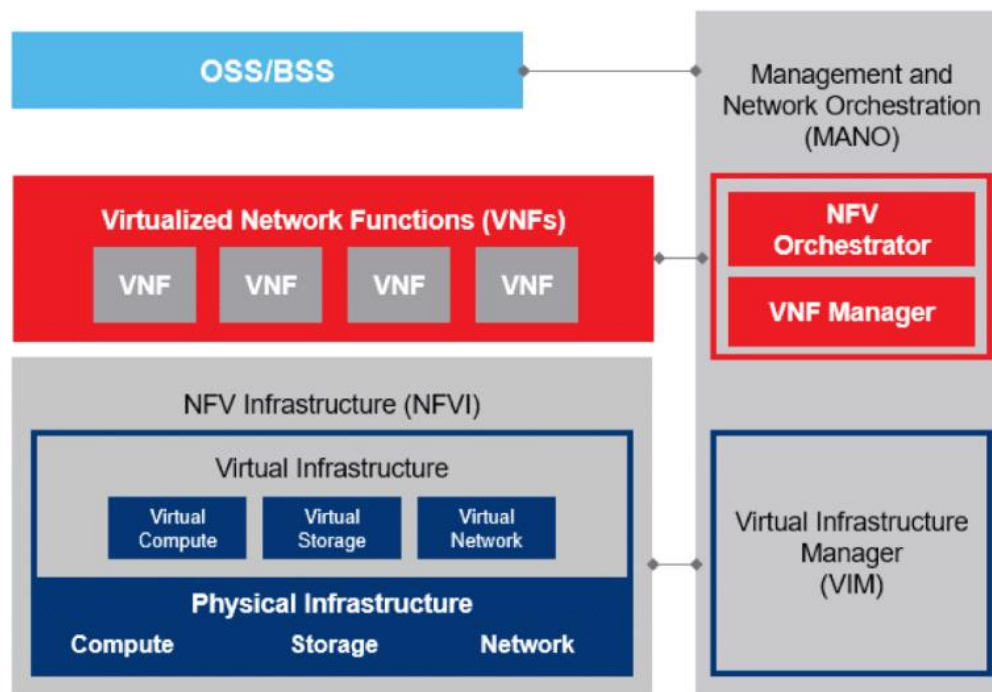 OSS/BSS
Management and
Network Orchestration
(MANO)
Virtualized Network Functions (VNFs)
VNF
VNF
VNF
VNF
NFV
Orchestrator
VNF Manager
NFV Infrastructure (NFVI)
Virtual Infrastructure
Virtual
Compute
Virtual
Storage
Virtual
Network
Physical Infrastructure
Compute
Storage
Network
Virtual Infrastructure
Manager
(VIM)